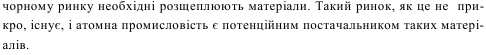 чорному ринку необхідні розщеплюють матеріали. Такий ринок, як це не при-
кро, існує, і атомна промисловість є потенційним постачальником таких матері-
алів.